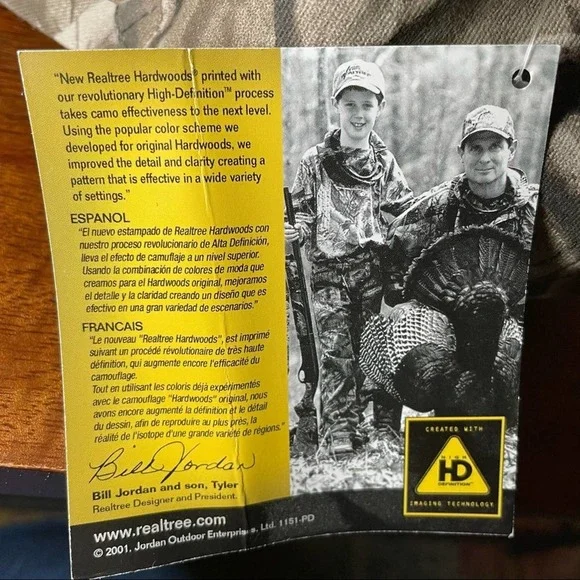 "New Realtree Hardwoods® printed with
our revolutionary High-Definition™ process
takes camo effectiveness to the next level.
Using the popular color scheme we
developed for original Hardwoods, we
improved the detail and clarity creating a
pattern that is effective in a wide variety
of settings."
ESPANOL
"El nuevo estampado de Realtree Hardwoods con
nuestro proceso revolucionario de Alta Definición,
lleva el efecto de camuflaje a un nivel superior.
Usando la combinación de colores de moda que
creamos para el Hardwoods original, mejoramos
el detalle y la claridad creando un diseño que es
efectivo en una gran variedad de escenarios."
FRANCAIS
"Le nouveau "Realtree Hardwoods", est imprimé
suivant un procédé révolutionaire de très haute
définition, qui augmente encore l'efficacité du
camouflage.
Tout en utilisant les coloris déjà expérimentés
avec le camouflage "Hardwoods" original, nous
avons encore augmenté la définition et le détail
du dessin, afin de reproduire au plus près, la
réalité de l'isotope d'une grande variété de régions."
Bill Jordan
Bill Jordan and son, Tyler
Realtree Designer and President
www.realtree.com
© 2001. Jordan Outdoor Enterprises, Ltd. 1151-PD
CREATED WITH
HIGH
HD
DEFINITION™
IMAGING TECHNOLOGY